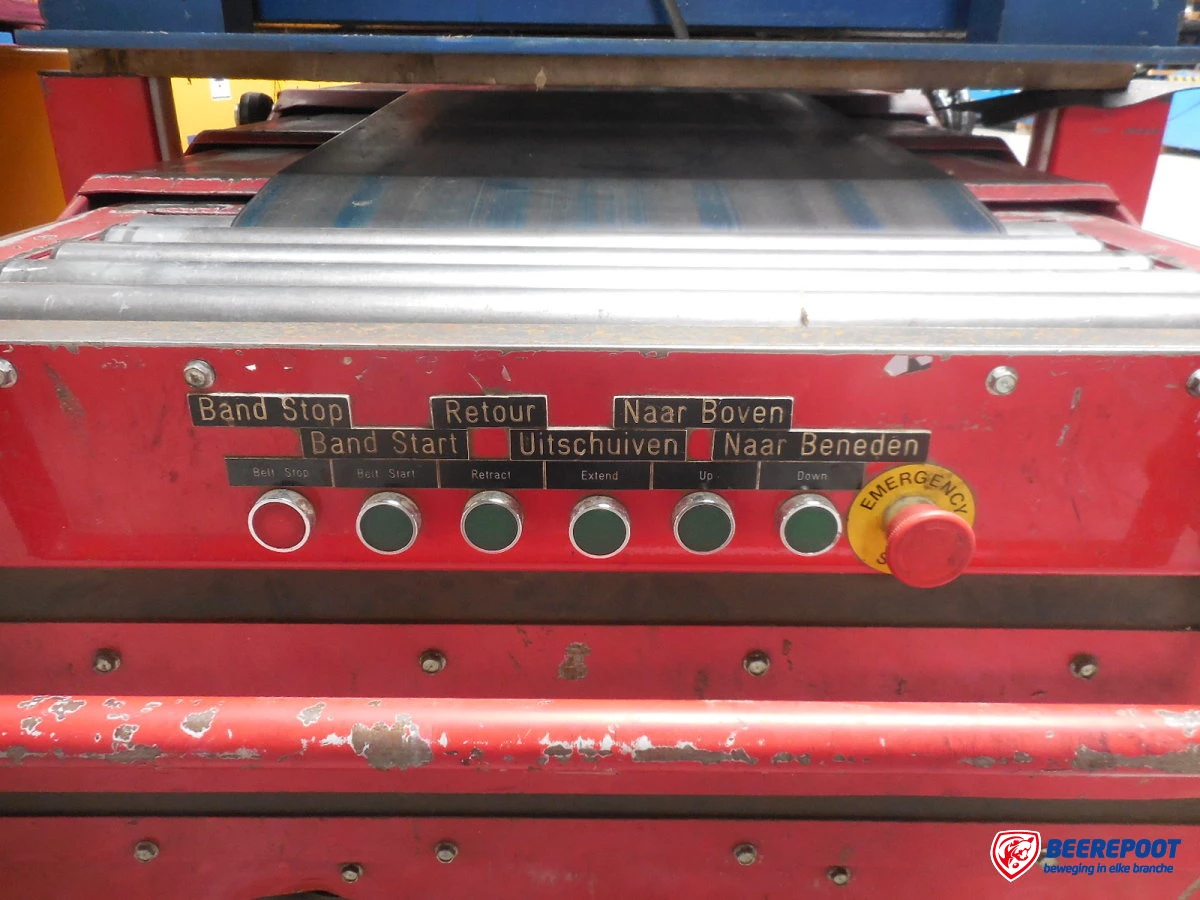 Band Stop
Retour
Naar Boven
Band Start
Uitschuiven
Naar Beneden
Belt Stop
Belt Start
Retract
Extend
Up
Down
EMERGENCY
BEEREPOOT
beweging in elke branche